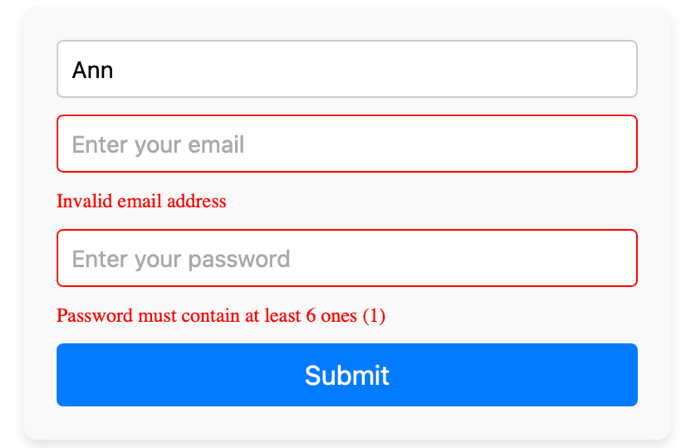 Ann
Enter your email
Invalid email address
Enter your password
Password must contain at least 6 ones (1)
Submit